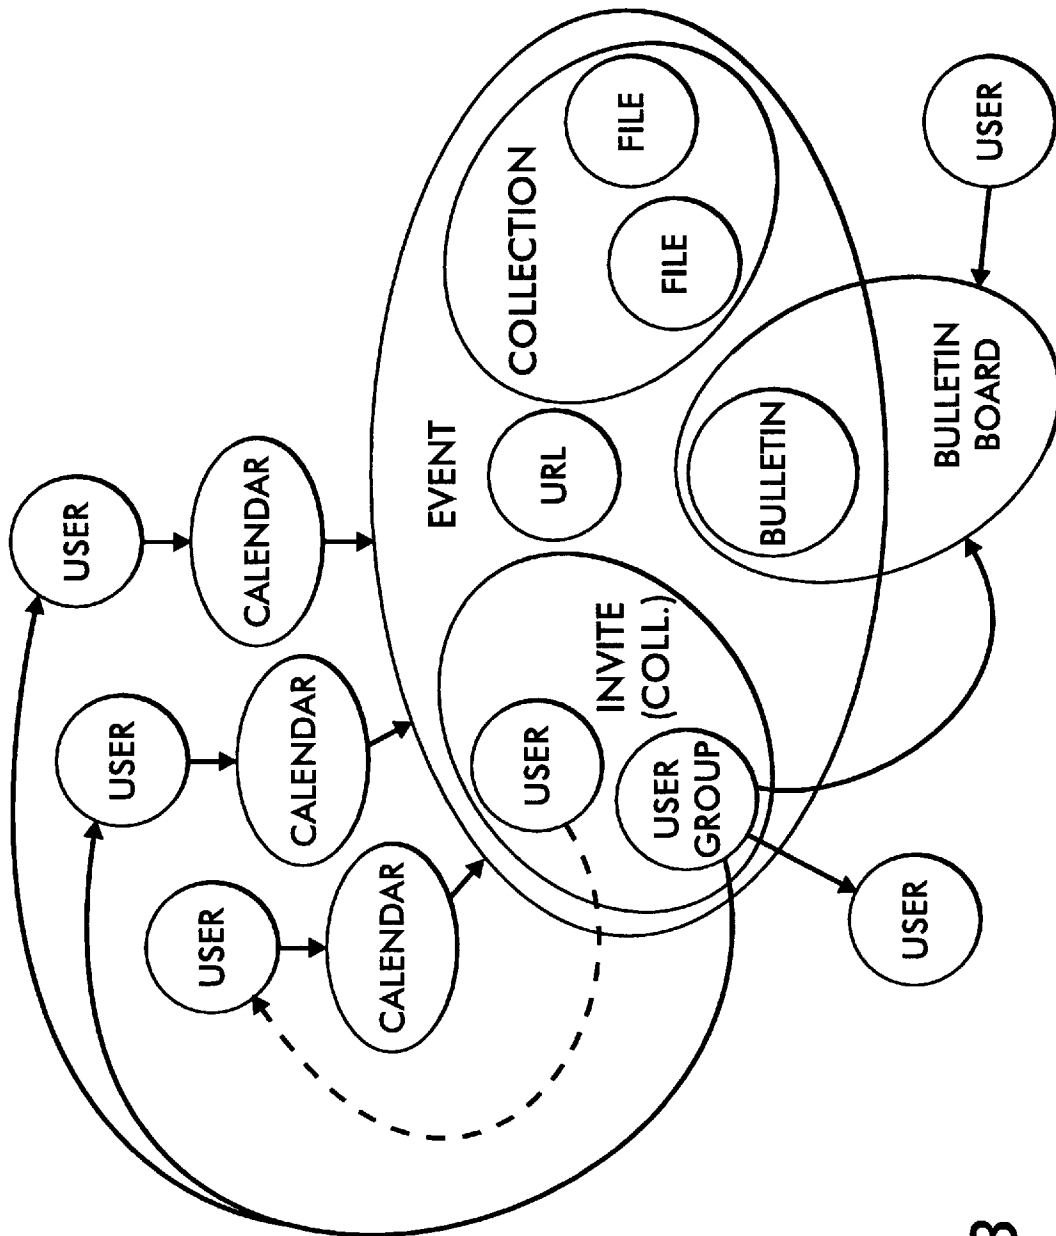 USER
USER
USER
CALENDAR
CALENDAR
CALENDAR
EVENT
COLLECTION
USER
URL
INVITE
(COLL.)
FILE
FILE
USER
GROUP
BULLETIN
USER
BULLETIN
BOARD
USER
3